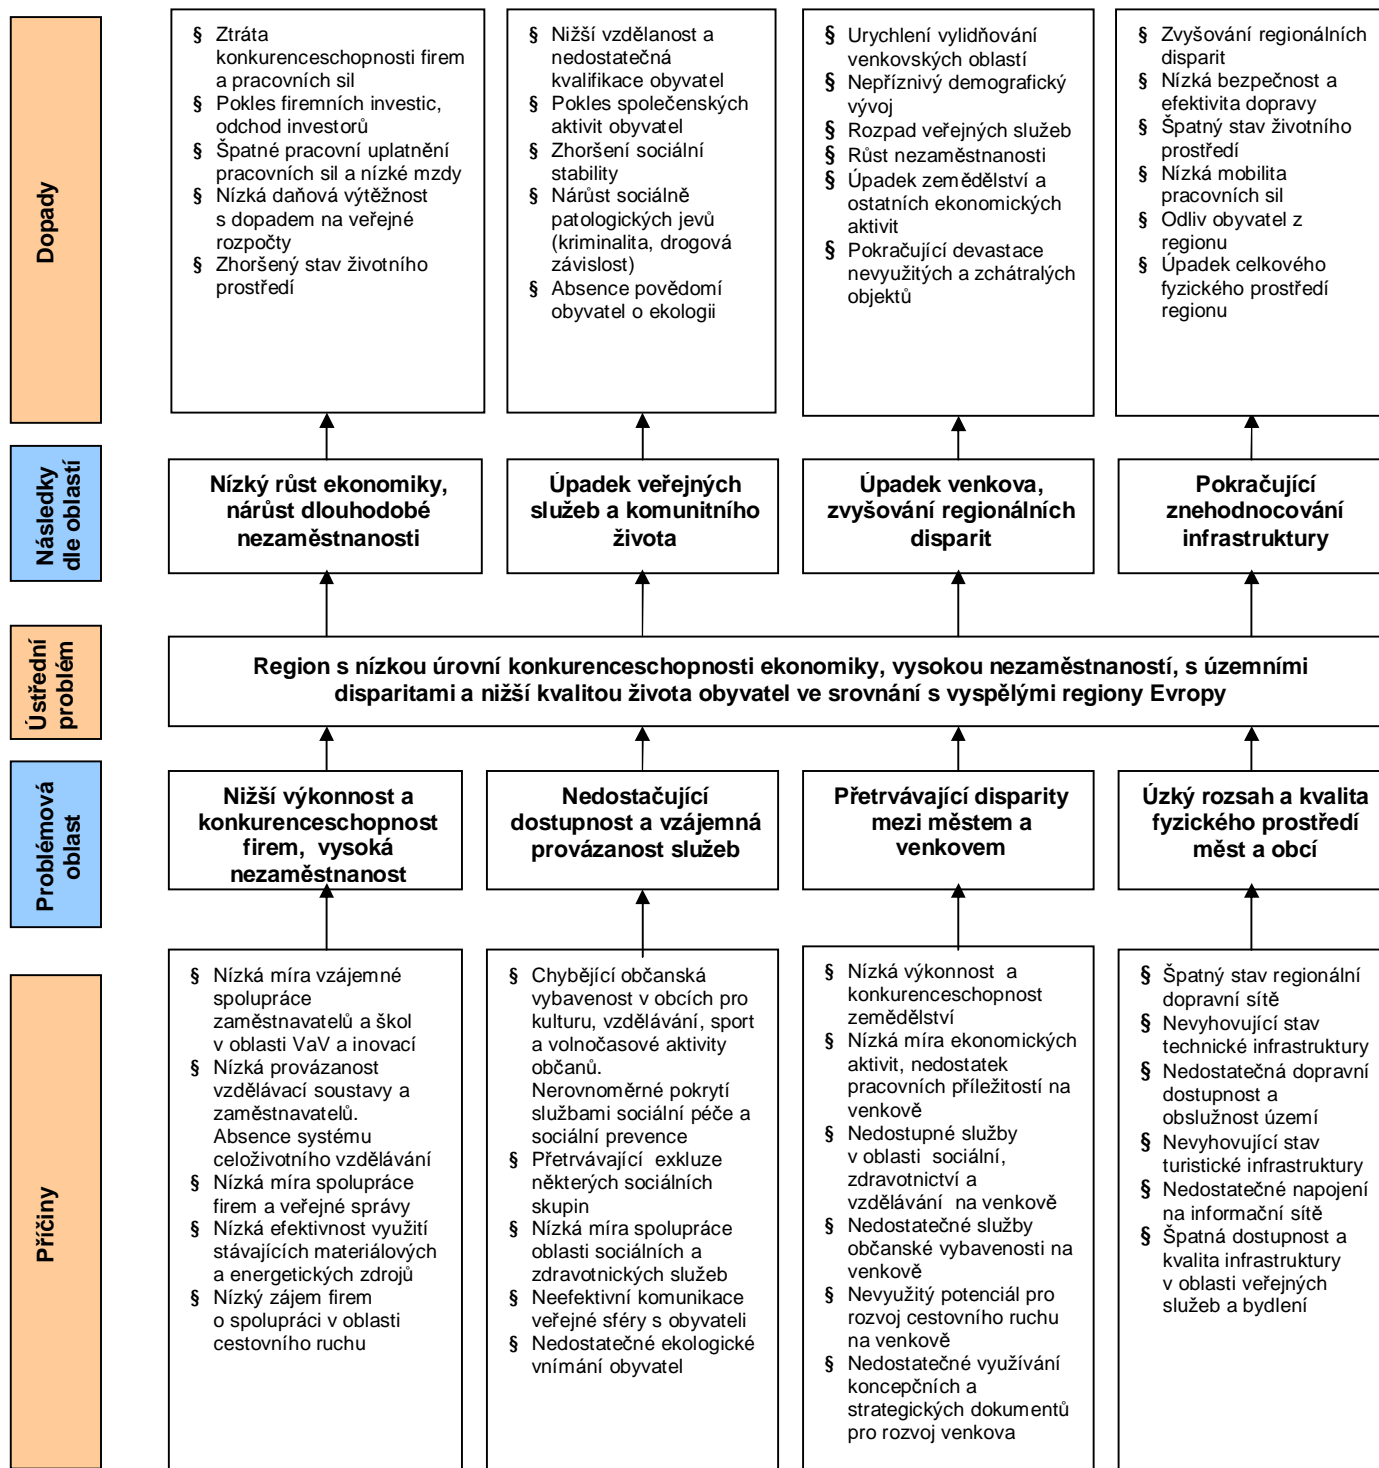 Dopady
§ Ztráta
konkurenceschopnosti firem
a pracovních sil
§ Pokles firemních investic,
odchod investorů
§ Špatné pracovní uplatnění
pracovních sil a nízké mzdy
§ Nízká daňová výtěžnost
s dopadem na veřejné
rozpočty
§ Zhoršený stav životního
prostředí
§ Nižší vzdělanost a
nedostatečná
kvalifikace obyvatel
§ Pokles společenských
aktivit obyvatel
§ Zhoršení sociální
stability
§ Nárůst sociálně
patologických jevů
(kriminalita, drogová
závislost)
§ Absence povědomí
obyvatel o ekologii
§ Urychlení vylidňování
venkovských oblastí
§ Nepříznivý demografický
vývoj
§ Rozpad veřejných služeb
§ Růst nezaměstnanosti
§ Úpadek zemědělství a
ostatních ekonomických
aktivit
§ Pokračující devastace
nevyužitých a zchátralých
objektů
§ Zvyšování regionálních
disparit
§ Nízká bezpečnost a
efektivita dopravy
§ Špatný stav životního
prostředí
§ Nízká mobilita
pracovních sil
§ Odliv obyvatel z
regionu
§ Úpadek celkového
fyzického prostředí
regionu
Následky
dle oblastí
Nízký růst ekonomiky,
nárůst dlouhodobé
nezaměstnanosti
Úpadek veřejných
služeb a komunitního
života
Úpadek venkova,
zvyšování regionálních
disparit
Pokračující
znehodnocování
infrastruktury
Ústřední
problém
Region s nízkou úrovní konkurenceschopnosti ekonomiky, vysokou nezaměstnaností, s územními
disparitami a nižší kvalitou života obyvatel ve srovnání s vyspělými regiony Evropy
Problémová
oblast
Nižší výkonnost a
konkurenceschopnost
firem, vysoká
nezaměstnanost
Nedostačující
dostupnost a vzájemná
provázanost služeb
Přetrvávající disparity
mezi městem a
venkovem
Úzký rozsah a kvalita
fyzického prostředí
měst a obcí
Příčiny
§ Nízká míra vzájemné
spolupráce
zaměstnavatelů a škol
v oblasti VaV a inovací
§ Nízká provázanost
vzdělávací soustavy a
zaměstnavatelů.
Absence systému
celoživotního vzdělávání
§ Nízká míra spolupráce
firem a veřejné správy
§ Nízká efektivnost využití
stávajících materiálových
a energetických zdrojů
§ Nízký zájem firem
o spolupráci v oblasti
cestovního ruchu
§ Chybějící občanská
vybavenost v obcích pro
kulturu, vzdělávání, sport
a volnočasové aktivity
občanů.
Nerovnoměrné pokrytí
službami sociální péče a
sociální prevence
§ Přetrvávající exkluze
některých sociálních
skupin
§ Nízká míra spolupráce
oblasti sociálních a
zdravotnických služeb
§ Neefektivní komunikace
veřejné sféry s obyvateli
§ Nedostatečné ekologické
vnímání obyvatel
§ Nízká výkonnost a
konkurenceschopnost
zemědělství
§ Nízká míra ekonomických
aktivit, nedostatek
pracovních příležitostí na
venkově
§ Nedostupné služby
v oblasti sociální,
zdravotnictví a
vzdělávání na venkově
§ Nedostatečné služby
občanské vybavenosti na
venkově
§ Nevyužitý potenciál pro
rozvoj cestovního ruchu
na venkově
§ Nedostatečné využívání
koncepčních a
strategických dokumentů
pro rozvoj venkova
§ Špatný stav regionální
dopravní sítě
§ Nevyhovující stav
technické infrastruktury
§ Nedostatečná dopravní
dostupnost a
obslužnost území
§ Nevyhovující stav
turistické infrastruktury
§ Nedostatečné napojení
na informační sítě
§ Špatná dostupnost a
kvalita infrastruktury
v oblasti veřejných
služeb a bydlení